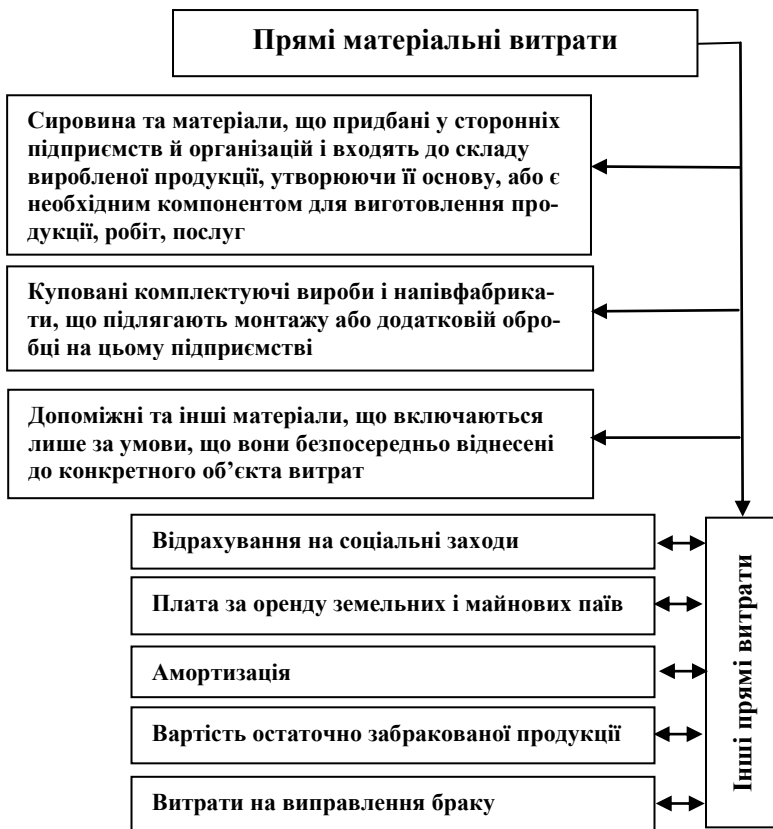 Прямі матеріальні витрати
Сировина та матеріали, що придбані у сторонніх
підприємств й організацій і входять до складу
виробленої продукції, утворюючи її основу, або є
необхідним компонентом для виготовлення про-
дукції, робіт, послуг
Куповані комплектуючі вироби і напівфабрика-
ти, що підлягають монтажу або додатковій обро-
бці на цьому підприємстві
Допоміжні та інші матеріали, що включаються
лише за умови, що вони безпосередньо віднесені
до конкретного об’єкта витрат
Відрахування на соціальні заходи
Плата за оренду земельних і майнових паїв
Амортизація
Вартість остаточно забракованої продукції
Витрати на виправлення браку
Інші прямі витрати